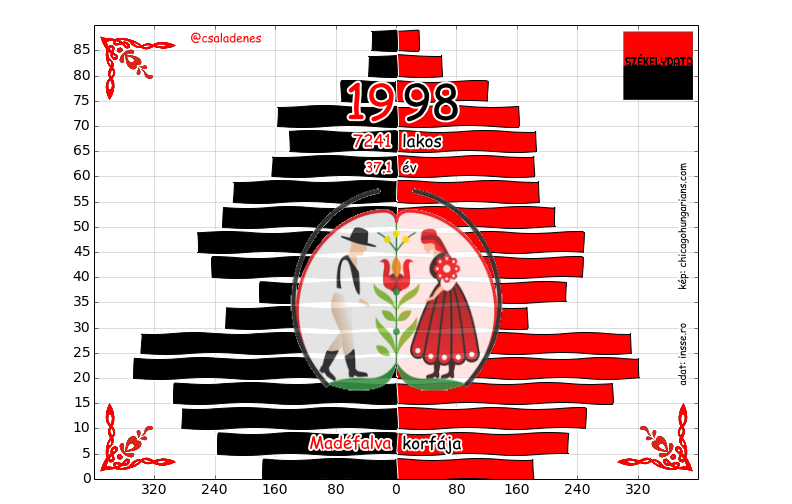 @csaladenes
SZÉKELYDATA
1998
7241 lakos
37.1 év
kép: chicagohungarians.com
adat: insse.ro
Madéfalva korfája
85
80
75
70
65
60
55
50
45
40
35
30
25
20
15
10
5
0
320 240 160 80 0 80 160 240 320